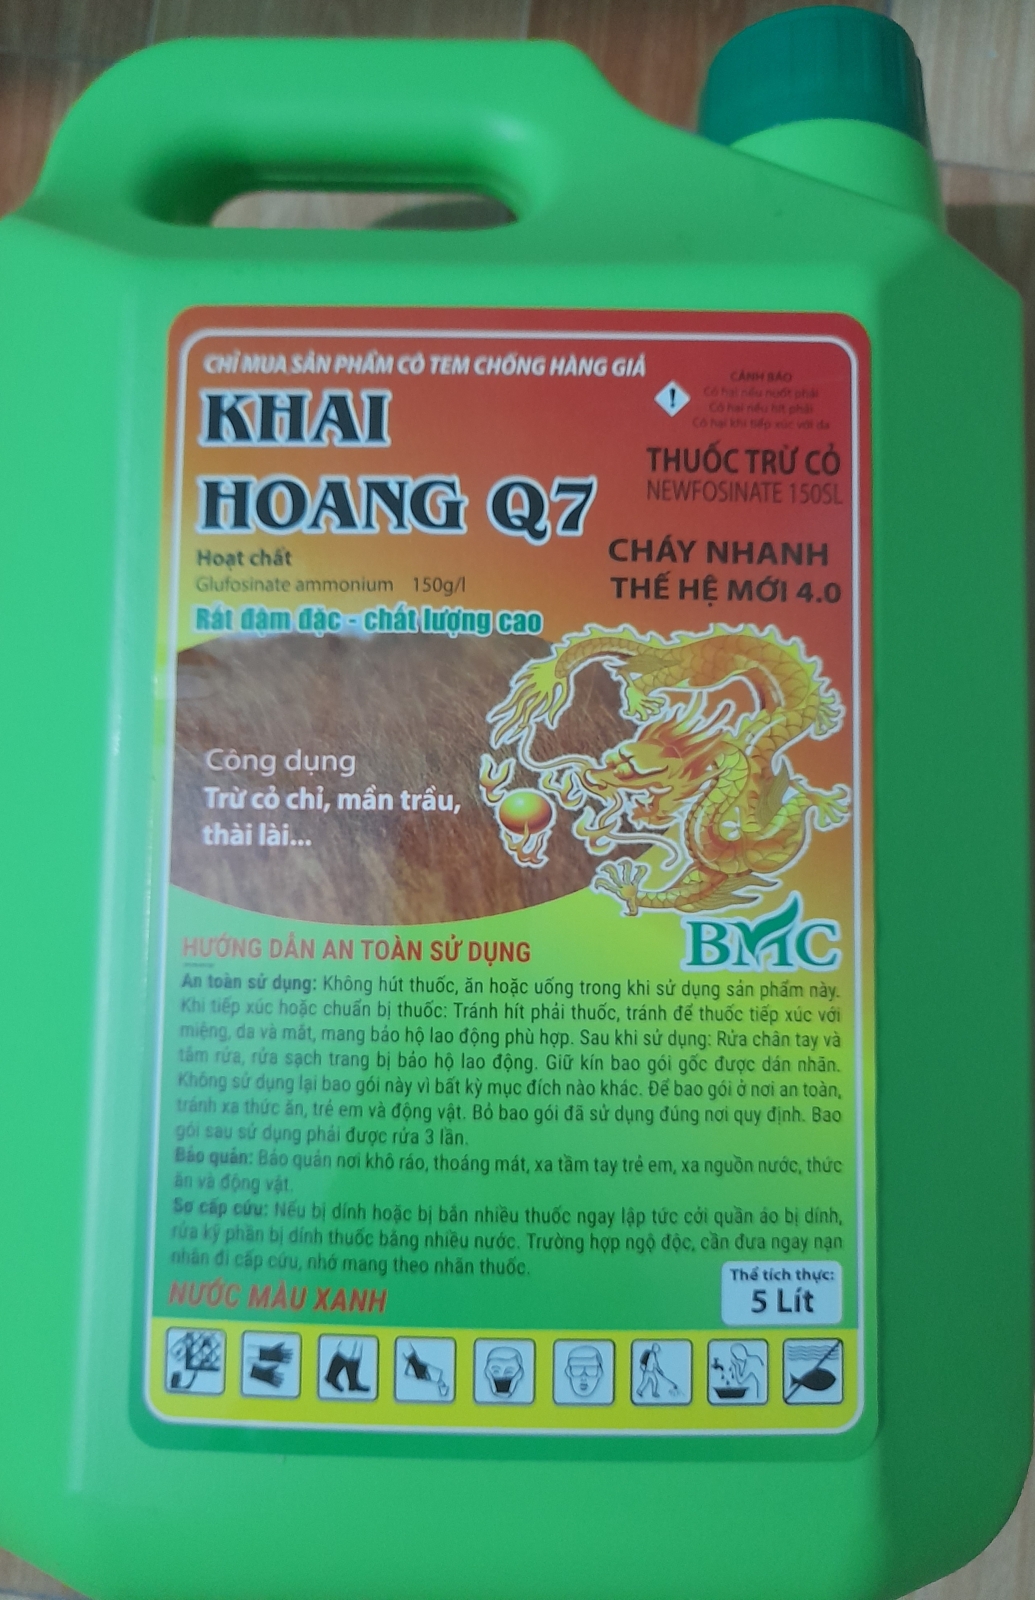 CHỈ MUA SẢN PHẨM CÓ TEM CHỐNG HÀNG GIẢ
KHAI
HOANG Q7
CẢNH BÁO
Có hại nếu nuốt phải
Có hại nếu hít phải
Có hại khi tiếp xúc với da
THUỐC TRỪ CỎ
NEWFOSINATE 150SL
Hoạt chất
Glufosinate ammonium 150g/l
CHÁY NHANH
THẾ HỆ MỚI 4.0
Rất đậm đặc - chất lượng cao
Công dụng
Trừ cỏ chỉ, mần trầu,
thài lài...
BMC
HƯỚNG DẪN AN TOÀN SỬ DỤNG
An toàn sử dụng: Không hút thuốc, ăn hoặc uống trong khi sử dụng sản phẩm này.
Khi tiếp xúc hoặc chuẩn bị thuốc: Tránh hít phải thuốc, tránh để thuốc tiếp xúc với
miệng, da và mắt, mang bảo hộ lao động phù hợp. Sau khi sử dụng: Rửa chân tay và
tắm rửa, rửa sạch trang bị bảo hộ lao động. Giữ kín bao gói gốc được dán nhãn.
Không sử dụng lại bao gói này vì bất kỳ mục đích nào khác. Để bao gói ở nơi an toàn,
tránh xa thức ăn, trẻ em và động vật. Bỏ bao gói đã sử dụng đúng nơi quy định. Bao
gói sau sử dụng phải được rửa 3 lần.
Bảo quản: Bảo quản nơi khô ráo, thoáng mát, xa tầm tay trẻ em, xa nguồn nước, thức
ăn và động vật.
Sơ cấp cứu: Nếu bị dính hoặc bị bắn nhiều thuốc ngay lập tức cởi quần áo bị dính,
rửa kỹ phần bị dính thuốc bằng nhiều nước. Trường hợp ngộ độc, cần đưa ngay nạn
nhân đi cấp cứu, nhớ mang theo nhãn thuốc.
NƯỚC MÀU XANH
Thể tích thực:
5 Lít